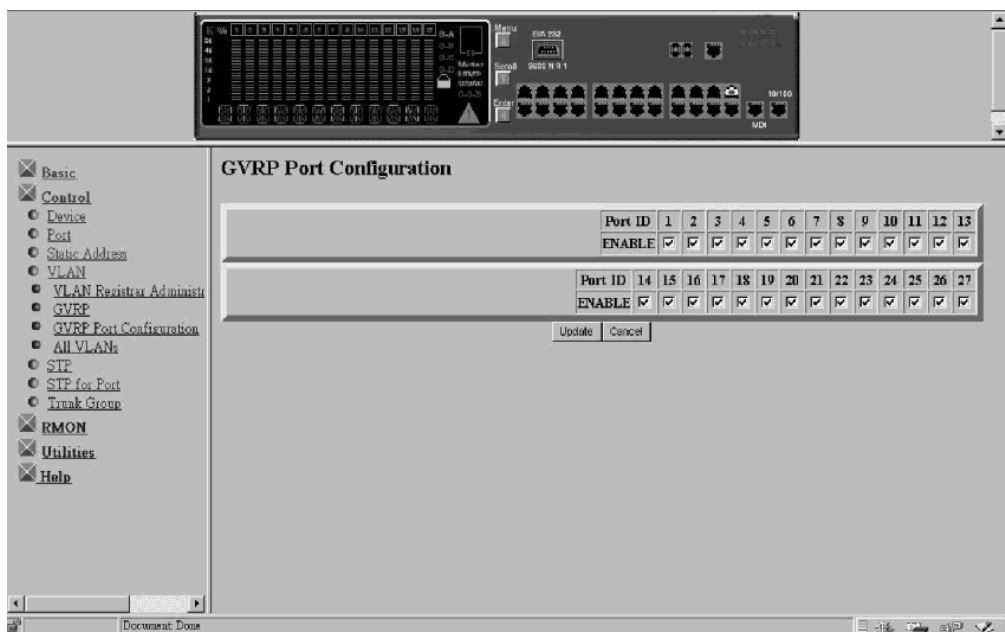 Menu
EIA 232
Scroll
9600 N R 1
Enter
10/100
MDI
Basic
Control
Device
Port
Static Address
VLAN
VLAN Registrar Administr
GVRP
GVRP Port Configuration
All VLANs
STP
STP for Port
Trunk Group
RMON
Utilities
Help
GVRP Port Configuration
Port ID 1 2 3 4 5 6 7 8 9 10 11 12 13
ENABLE
Port ID 14 15 16 17 18 19 20 21 22 23 24 25 26 27
ENABLE
Update Cancel
Document Done